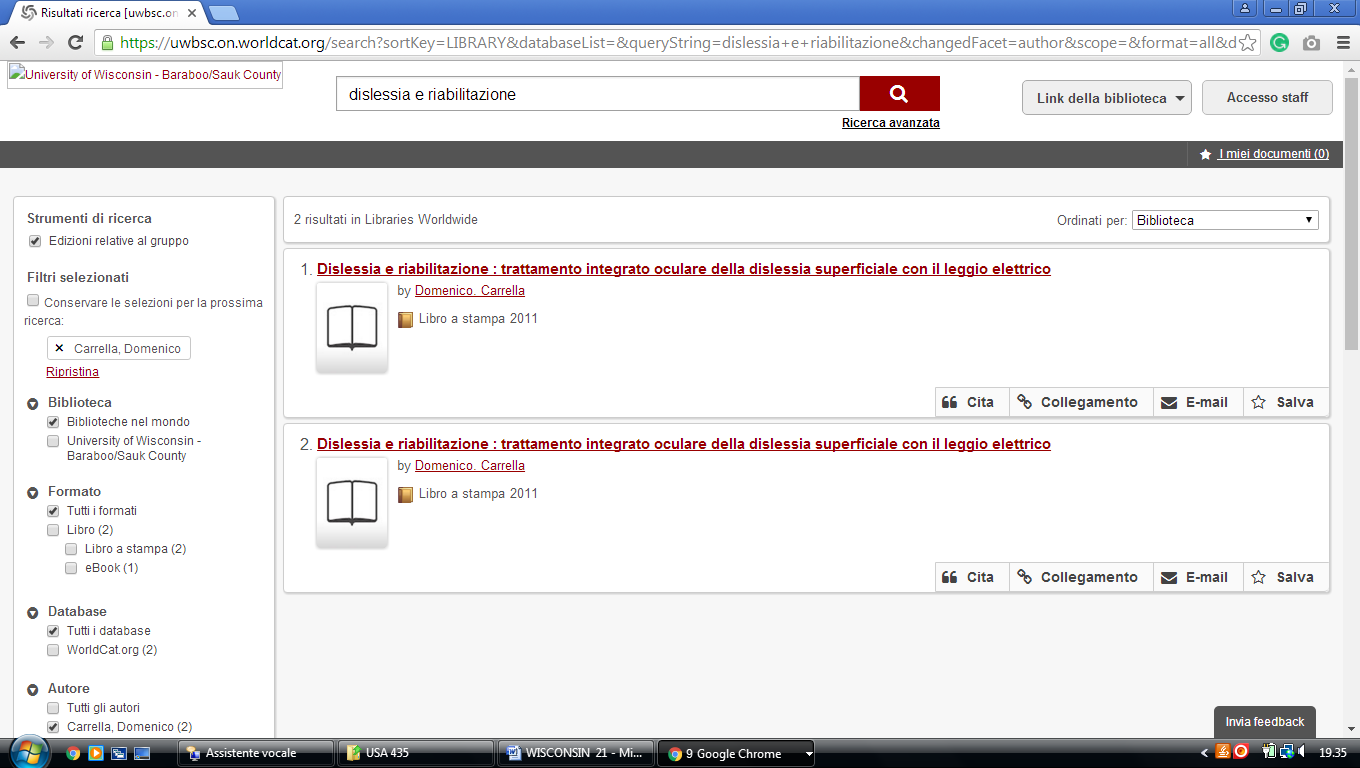 Risultati ricerca [uwbsc.on
https://uwbsc.on.worldcat.org/search?sortKey=LIBRARY&databaseList=&queryString=dislessia+e+riabilitazione&changedFacet=author&scope=&format=all&d
University of Wisconsin - Baraboo/Sauk County
dislessia e riabilitazione
Ricerca avanzata
Link della biblioteca
Accesso staff
I miei documenti (0)
Strumenti di ricerca
Edizioni relative al gruppo
Filtri selezionati
Conservare le selezioni per la prossima
ricerca:
Carrella, Domenico
Ripristina
Biblioteca
Biblioteche nel mondo
University of Wisconsin -
Baraboo/Sauk County
Formato
Tutti i formati
Libro (2)
Libro a stampa (2)
eBook (1)
Database
Tutti i database
WorldCat.org (2)
Autore
Tutti gli autori
Carrella, Domenico (2)
2 risultati in Libraries Worldwide
Ordinati per: Biblioteca
1. Dislessia e riabilitazione : trattamento integrato oculare della dislessia superficiale con il leggio elettrico
by Domenico. Carrella
Libro a stampa 2011
Cita Collegamento E-mail Salva
2. Dislessia e riabilitazione : trattamento integrato oculare della dislessia superficiale con il leggio elettrico
by Domenico. Carrella
Libro a stampa 2011
Cita Collegamento E-mail Salva
Invia feedback
Assistente vocale
USA 435
WISCONSIN 21 - Mi...
9 Google Chrome
19.35